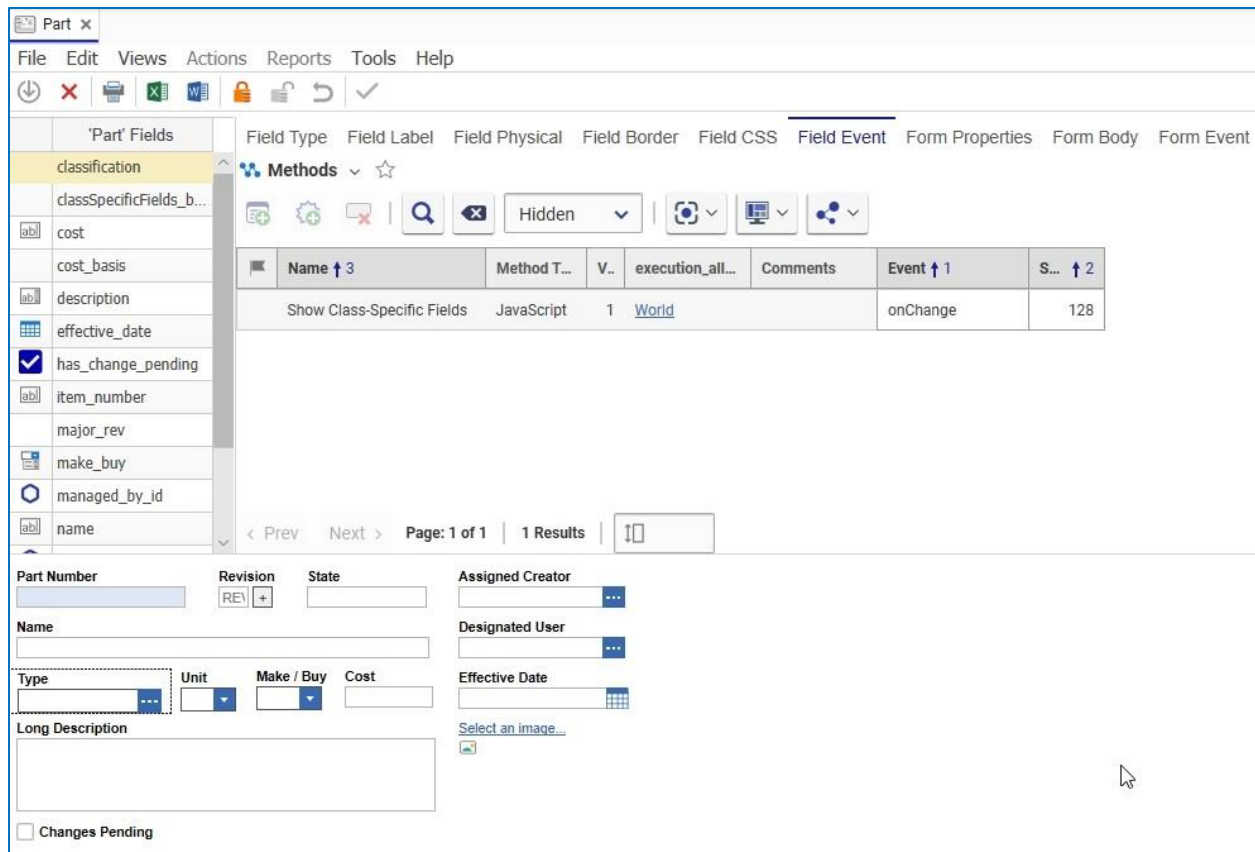 Part
File Edit Views Actions Reports Tools Help
'Part' Fields
classification
classSpecificFields_b...
cost
cost_basis
description
effective_date
has_change_pending
item_number
major_rev
make_buy
managed_by_id
name
Field Type Field Label Field Physical Field Border Field CSS Field Event Form Properties Form Body Form Event
Methods
Hidden
Name 3 Method T... V.. execution_all... Comments Event 1 S... 2
Show Class-Specific Fields JavaScript 1 World onChange 128
< Prev Next > Page: 1 of 1 1 Results
Part Number Revision State Assigned Creator
REV +
Name Designated User
Type Unit Make / Buy Cost Effective Date
Long Description Select an image...
Changes Pending